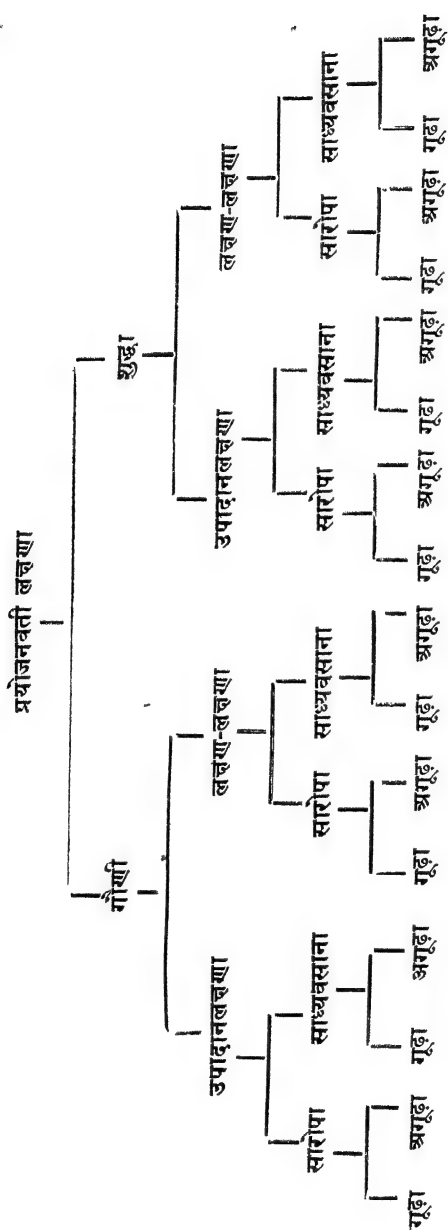 प्रयोजनवती लक्षणा
गौणी
शुद्धा
उपादानलक्षणा
लक्षण-लक्षणा
उपादानलक्षणा
लक्षण-लक्षणा
सारोपा
साध्यवसाना
सारोपा
साध्यवसाना
सारोपा
साध्यवसाना
सारोपा
साध्यवसाना
गूढ़ा
अगूढ़ा
गूढ़ा
अगूढ़ा
गूढ़ा
अगूढ़ा
गूढ़ा
अगूढ़ा
गूढ़ा
अगूढ़ा
गूढ़ा
अगूढ़ा
गूढ़ा
अगूढ़ा
गूढ़ा
अगूढ़ा